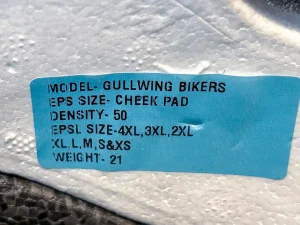 MODEL- GULLWING BIKERS
EPS SIZE- CHEEK PAD
DENSITY- 50
EPSL SIZE-4XL,3XL,2XL
XL,L,M,S&XS
WEIGHT- 21